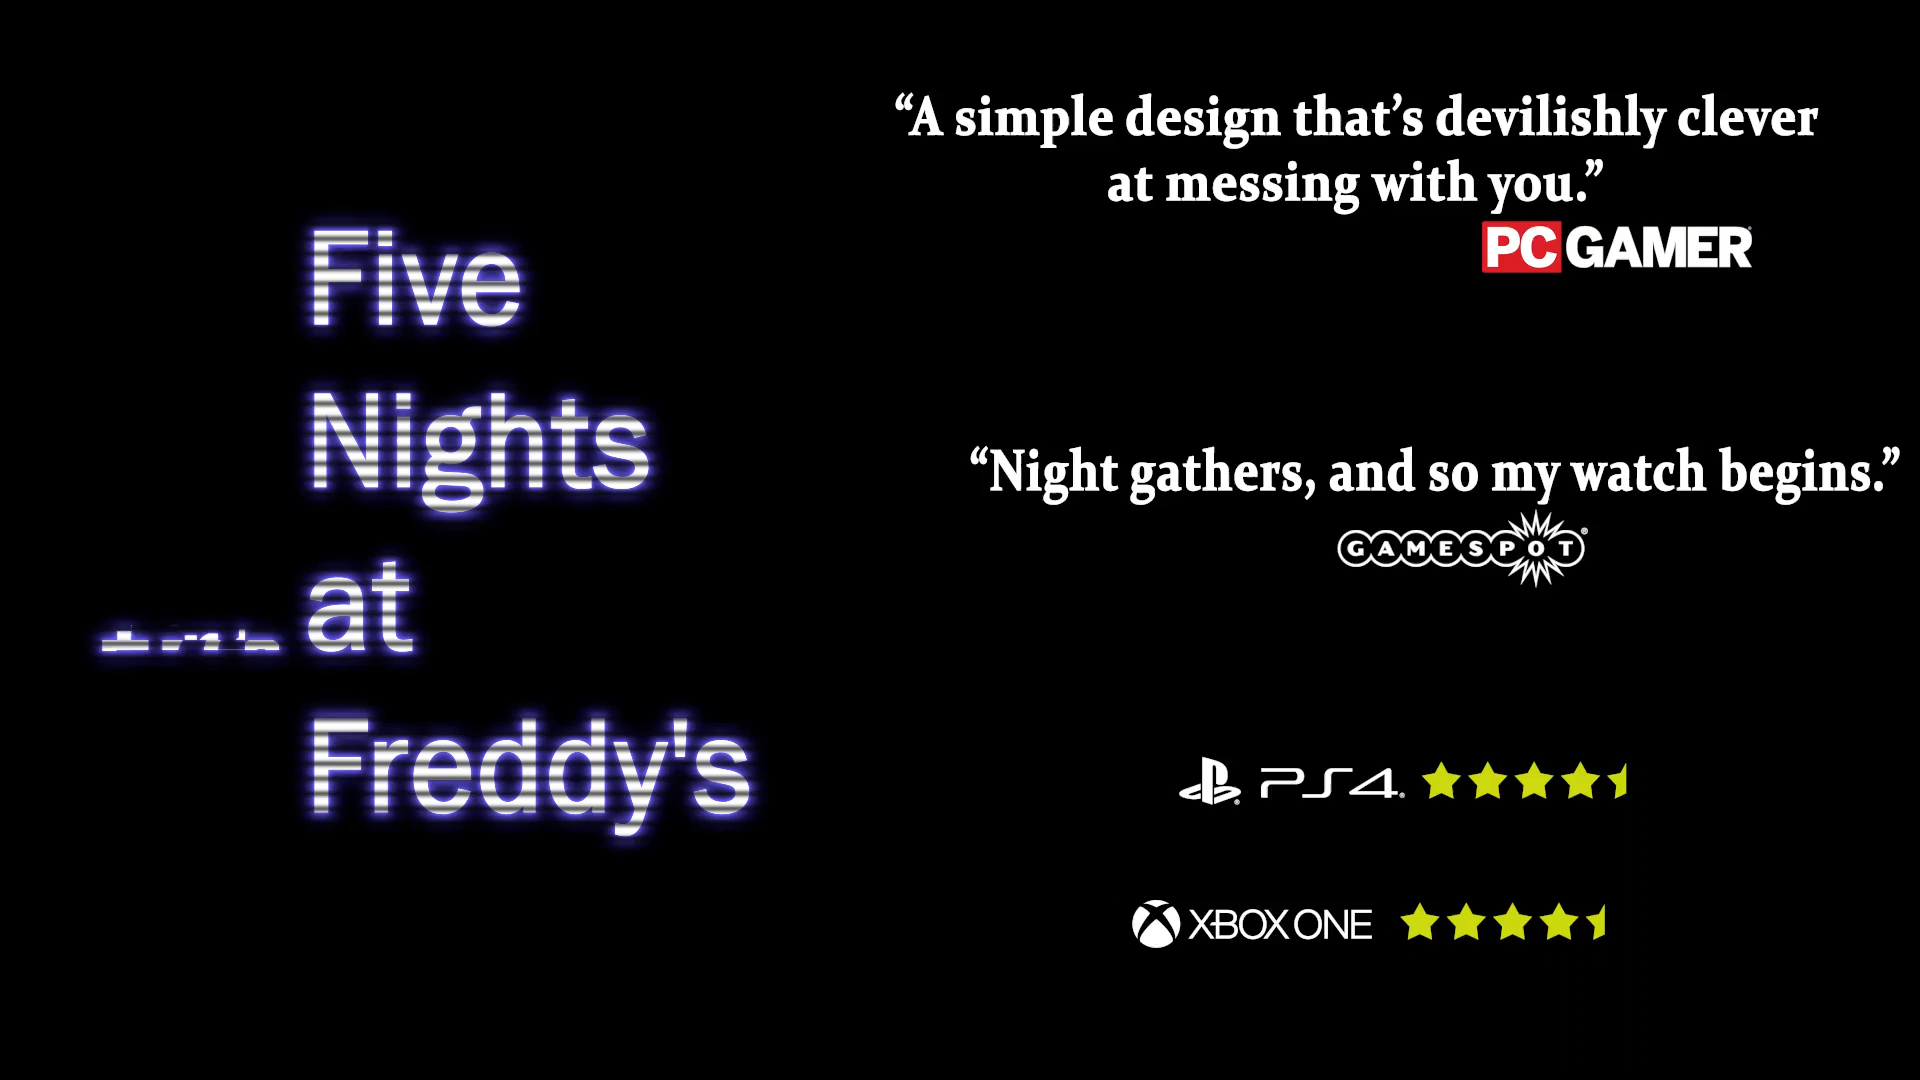 Five
Nights
at
Freddy's
“A simple design that’s devilishly clever
at messing with you.”
PC GAMER
“Night gathers, and so my watch begins.”
GAMESPOT
PS4
XBOX ONE